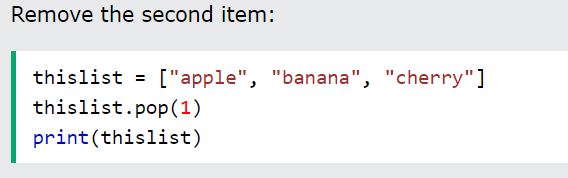 Remove the second item:
thislist = ["apple", "banana", "cherry"]
thislist.pop(1)
print(thislist)